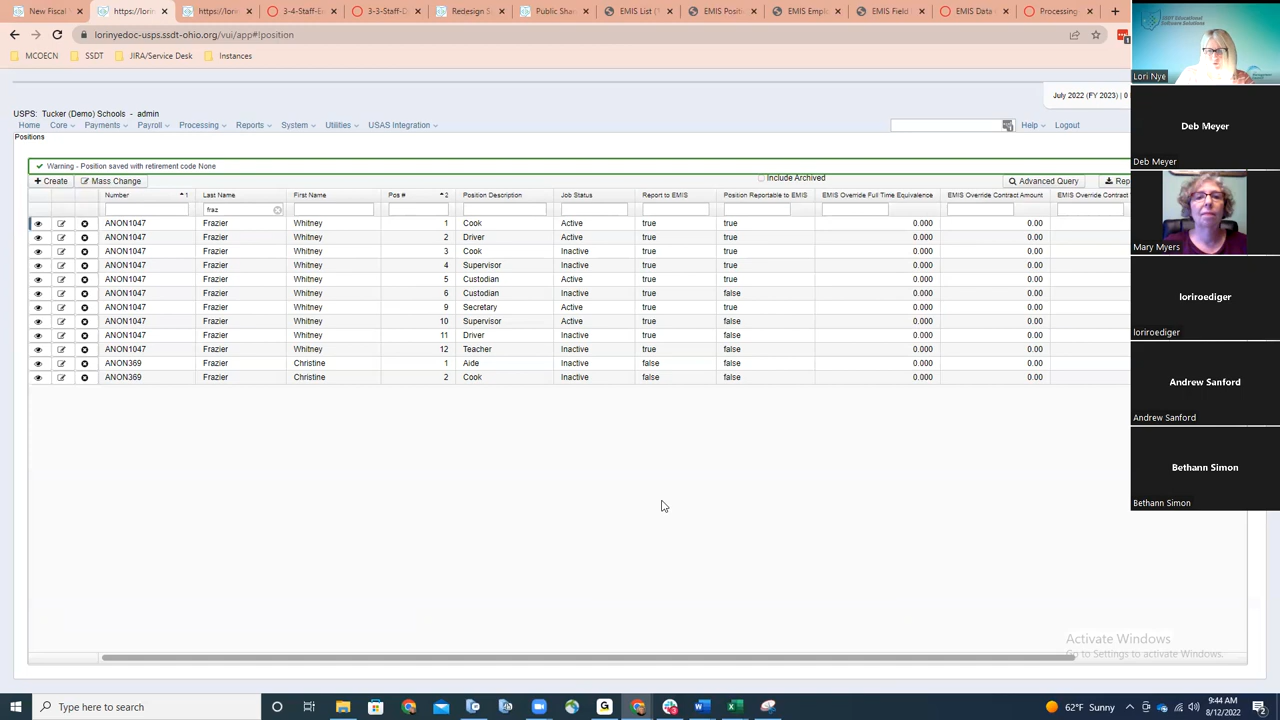 New Fiscal
https://lorin
https://lorin
3-4-Staff-E
3-3-Staff-D
EMIS
Public Sha
EMIS List (
EMIS Posi
EMIS Empl
EMIS Field
EMIS Data
Processing
lorinyedoc-usps.ssdt-ohio.org/vui/app#!position
MCOECN
SSDT
JIRA/Service Desk
Instances
July 2022 (FY 2023) | 0
USPS: Tucker (Demo) Schools - admin
Home Core Payments Payroll Processing Reports System Utilities USAS Integration Help Logout
Positions
Warning - Position saved with retirement code None
Create Mass Change Include Archived Advanced Query Rep
Number 1 Last Name First Name Pos # 2 Position Description Job Status Report to EMIS Position Reportable to EMIS EMIS Override Full Time Equivalence EMIS Override Contract Amount EMIS Override Contract
fraz
ANON1047 Frazier Whitney 1 Cook Active true true 0.000 0.00
ANON1047 Frazier Whitney 2 Driver Active true true 0.000 0.00
ANON1047 Frazier Whitney 3 Cook Inactive true true 0.000 0.00
ANON1047 Frazier Whitney 4 Supervisor Inactive true true 0.000 0.00
ANON1047 Frazier Whitney 5 Custodian Active true true 0.000 0.00
ANON1047 Frazier Whitney 6 Custodian Inactive true false 0.000 0.00
ANON1047 Frazier Whitney 9 Secretary Active true true 0.000 0.00
ANON1047 Frazier Whitney 10 Supervisor Active true false 0.000 0.00
ANON1047 Frazier Whitney 11 Driver Inactive true false 0.000 0.00
ANON1047 Frazier Whitney 12 Teacher Inactive true false 0.000 0.00
ANON369 Frazier Christine 1 Aide Inactive false false 0.000 0.00
ANON369 Frazier Christine 2 Cook Inactive false false 0.000 0.00
SSDT Educational
Software Solutions
Lori Nye
Deb Meyer
Deb Meyer
Mary Myers
loriroediger
loriroediger
Andrew Sanford
Andrew Sanford
Bethann Simon
Bethann Simon
Activate Windows
Go to Settings to activate Windows.
Type here to search
62°F Sunny
9:44 AM
8/12/2022
2